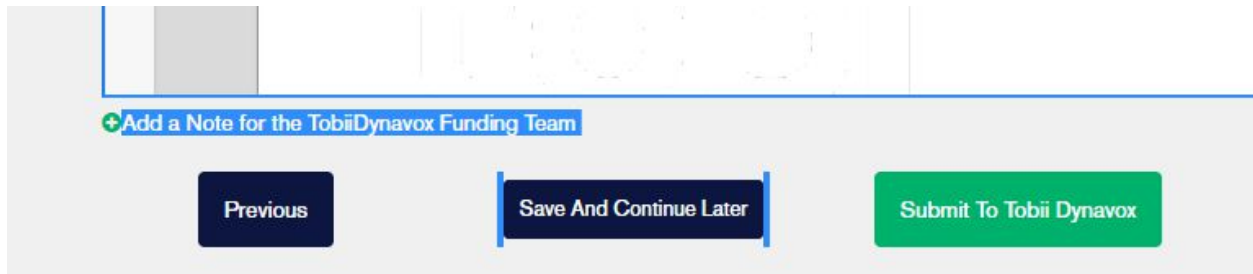 Add a Note for the TobiiDynavox Funding Team
Previous
Save And Continue Later
Submit To Tobii Dynavox